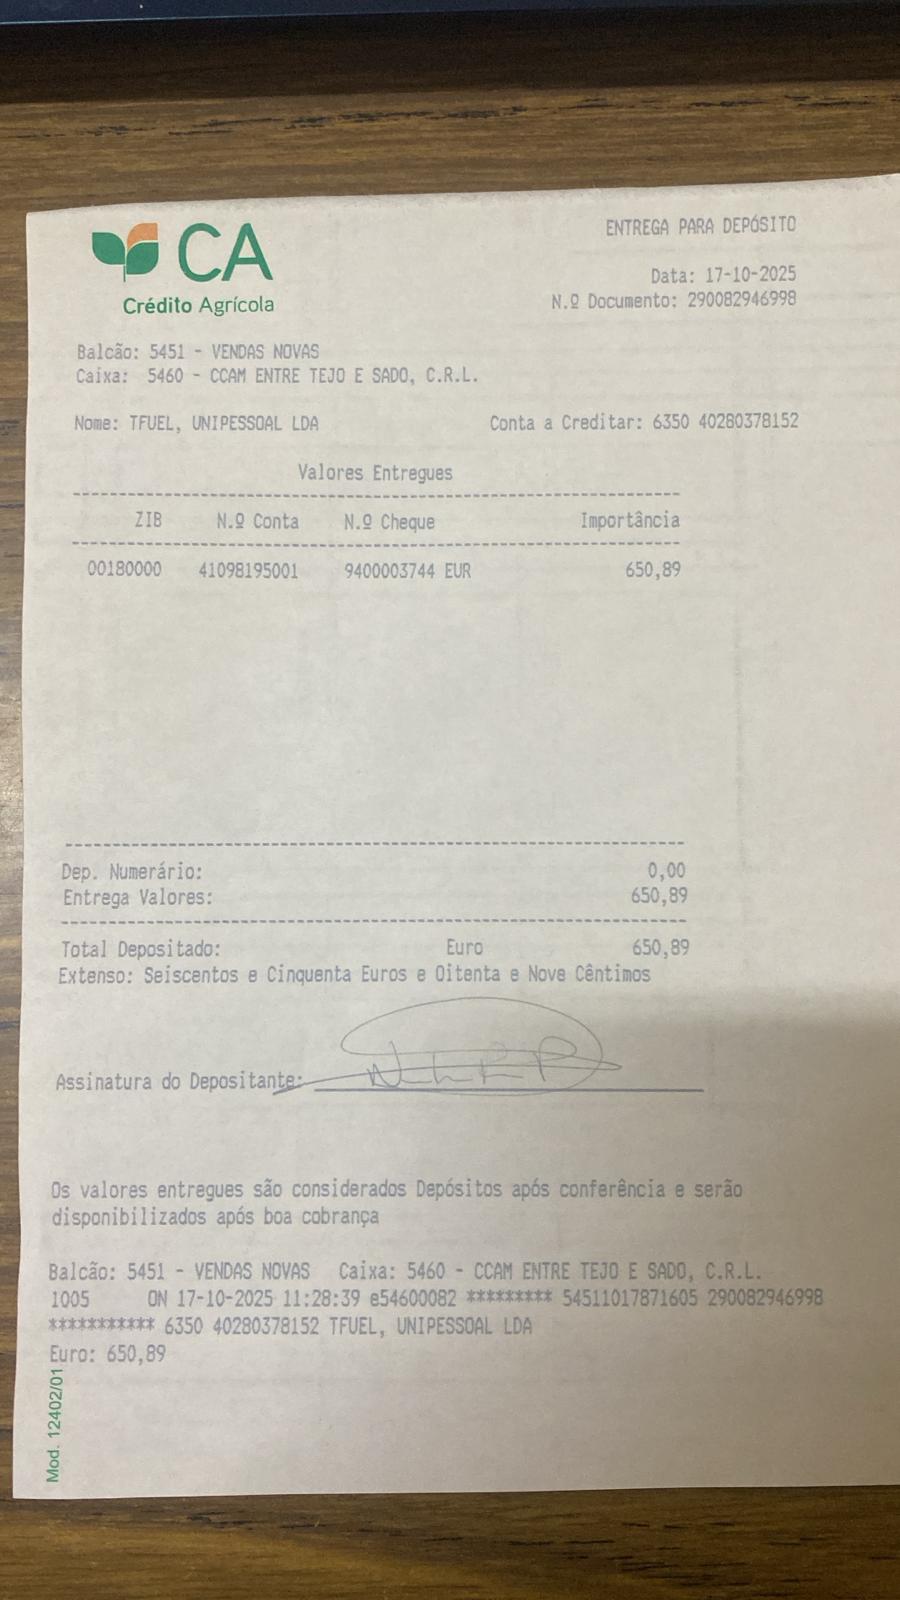 CA
Crédito Agrícola
ENTREGA PARA DEPÓSITO
Data: 17-10-2025
N.º Documento: 290082946998
Balcão: 5451 - VENDAS NOVAS
Caixa: 5460 - CCAM ENTRE TEJO E SADO, C.R.L.
Nome: TFUEL, UNIPESSOAL LDA Conta a Creditar: 6350 40280378152
Valores Entregues
ZIB N.º Conta N.º Cheque Importância
00180000 41098195001 9400003744 EUR 650,89
Dep. Numerário: 0,00
Entrega Valores: 650,89
Total Depositado: Euro 650,89
Extenso: Seiscentos e Cinquenta Euros e Oitenta e Nove Cêntimos
Assinatura do Depositante:
Os valores entregues são considerados Depósitos após conferência e serão
disponibilizados após boa cobrança
Balcão: 5451 - VENDAS NOVAS Caixa: 5460 - CCAM ENTRE TEJO E SADO, C.R.L.
1005 ON 17-10-2025 11:28:39 e54600082 ********* 54511017871605 290082946998
*********** 6350 40280378152 TFUEL, UNIPESSOAL LDA
Euro: 650,89
Mod. 12402/01